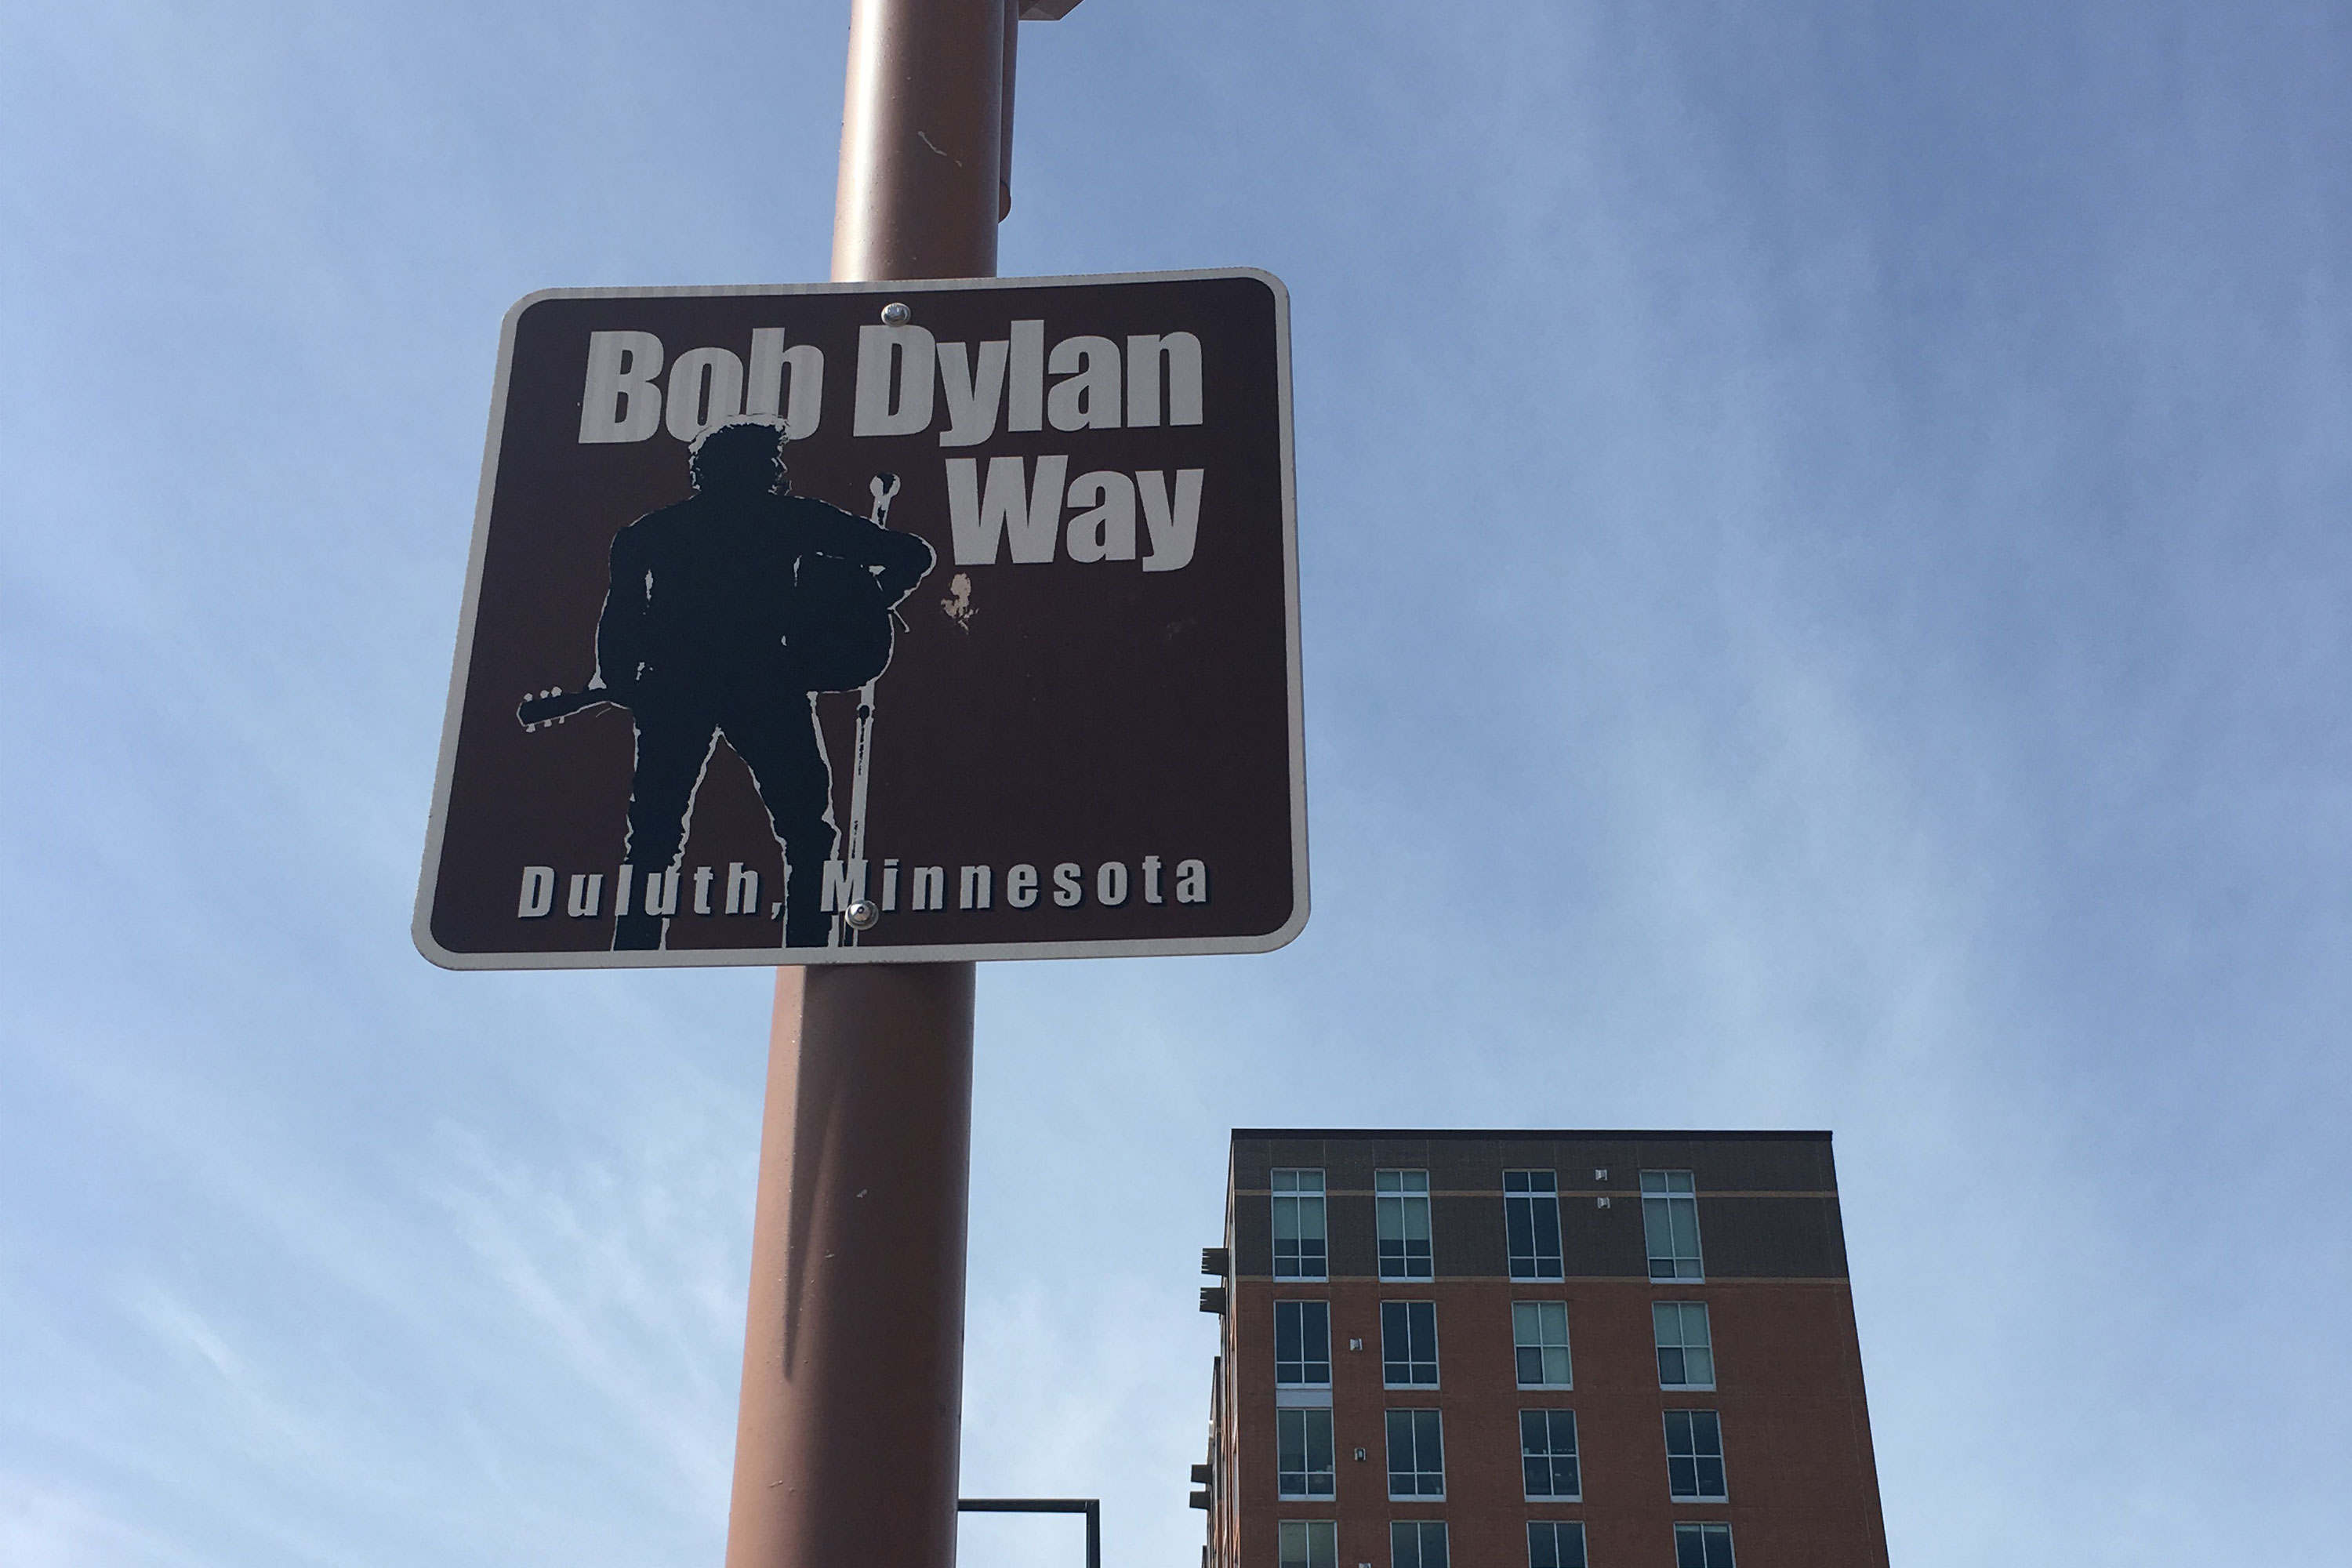 Bob Dylan
Way
Duluth, Minnesota